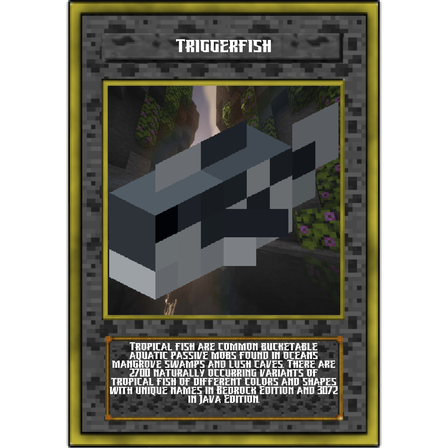 TRIGGERFISH
TROPICAL FISH ARE COMMON BUCKETABLE
AQUATIC PASSIVE MOBS FOUND IN OCEANS
MANGROVE SWAMPS AND LUSH CAVES. THERE ARE
2700 NATURALLY OCCURRING VARIANTS OF
TROPICAL FISH OF DIFFERENT COLORS AND SHAPES
WITH UNIQUE NAMES IN BEDROCK EDITION AND 3072
IN JAVA EDITION.